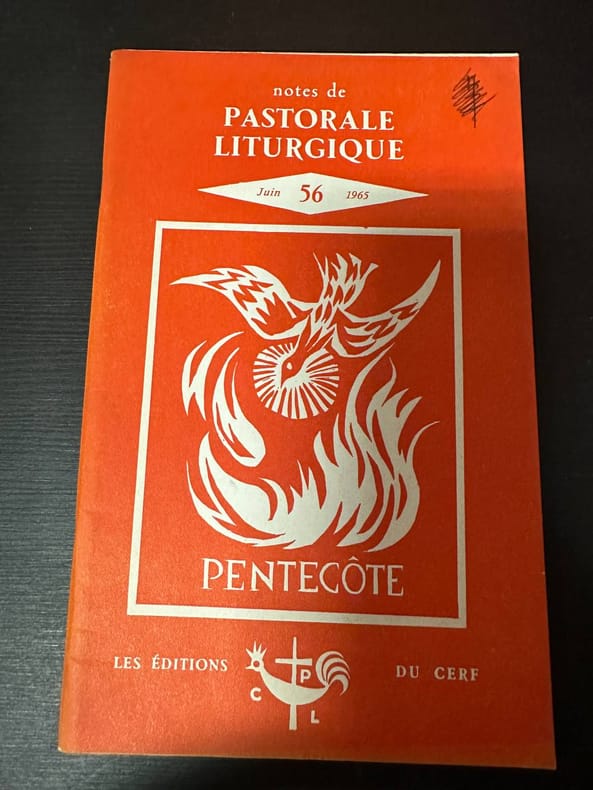 notes de
PASTORALE
LITURGIQUE
Juin 56 1965
PENTECÔTE
LES ÉDITIONS DU CERF
C P L